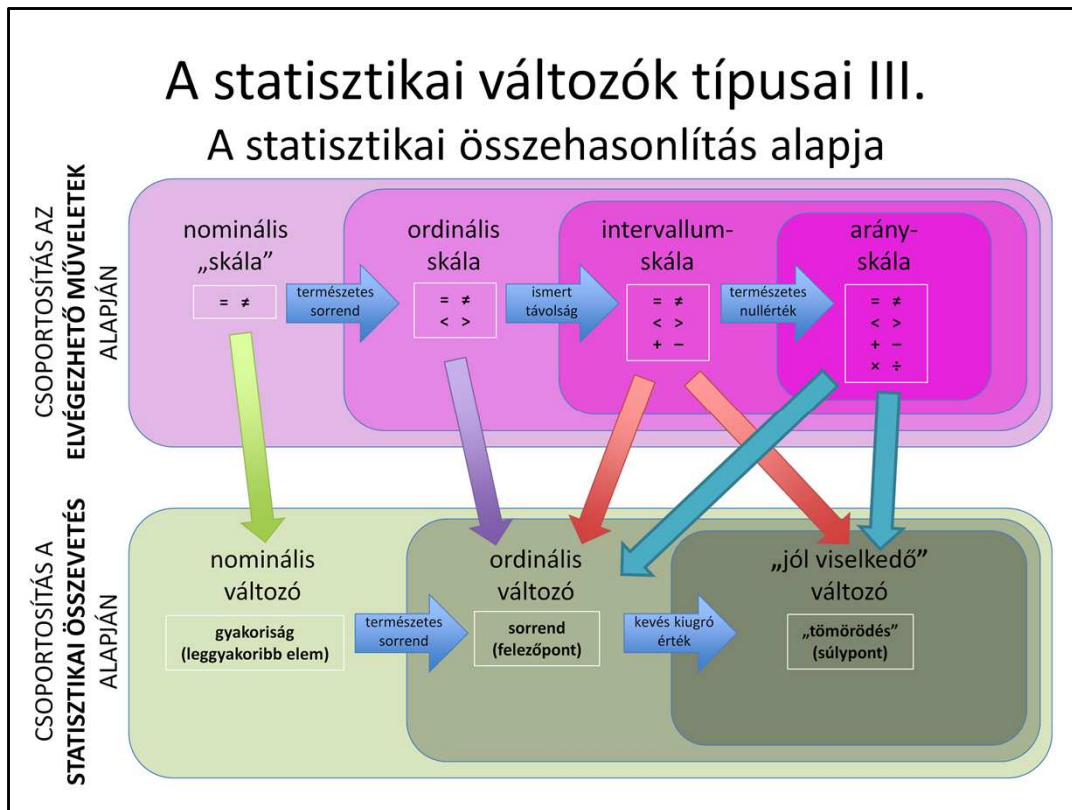 A statisztikai változók típusai III.
A statisztikai összehasonlítás alapja
CSOPORTOSÍTÁS AZ
ELVÉGEZHETŐ MŰVELETEK
ALAPJÁN
nominális
„skála”
= ≠
természetes
sorrend
ordinális
skála
= ≠
< >
ismert
távolság
intervallum-
skála
= ≠
< >
+ −
természetes
nullérték
arány-
skála
= ≠
< >
+ −
× ÷
CSOPORTOSÍTÁS A
STATISZTIKAI ÖSSZEVETÉS
ALAPJÁN
nominális
változó
gyakoriság
(leggyakoribb elem)
természetes
sorrend
ordinális
változó
sorrend
(felezőpont)
kevés kiugró
érték
„jól viselkedő”
változó
„tömörödés”
(súlypont)